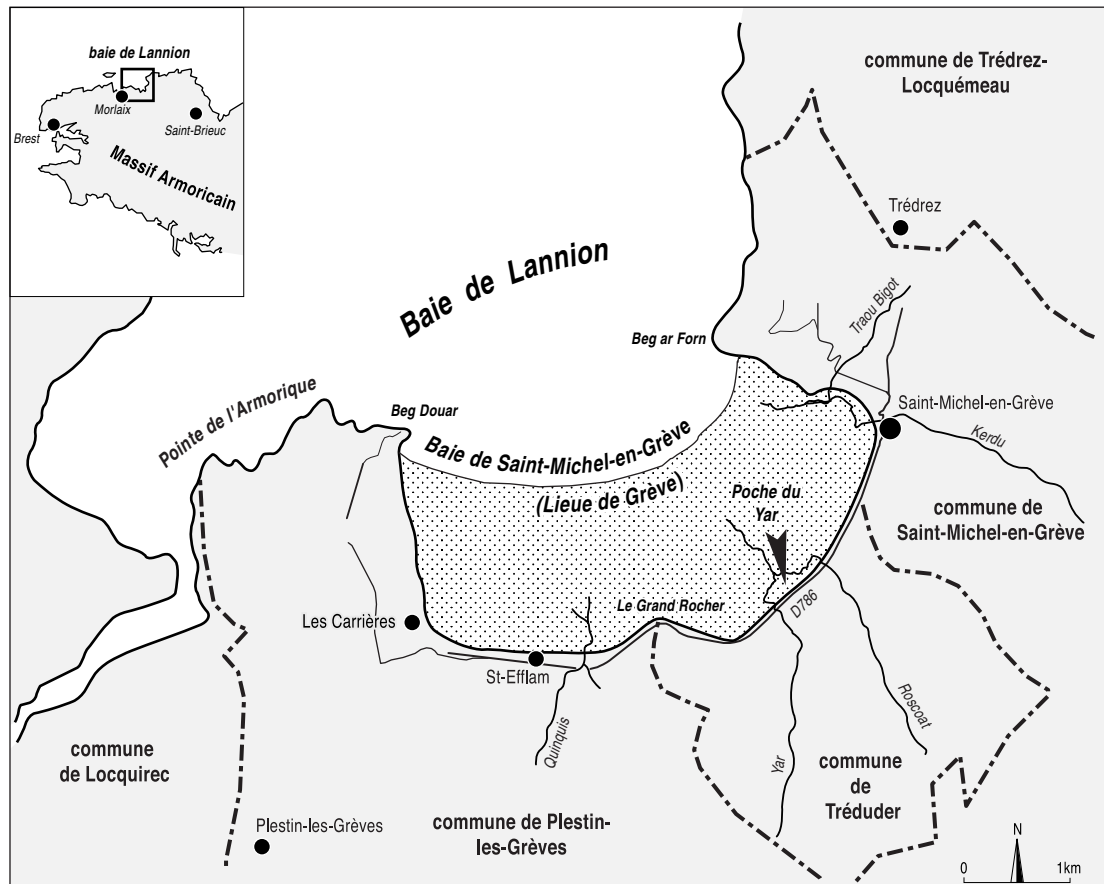 baie de Lannion
Morlaix
Saint-Brieuc
Brest
Massif Armoricain
commune de Trédrez-
Locquémeau
Trédrez
Baie de Lannion
Traou Bigot
Beg ar Forn
Pointe de l'Armorique
Beg Douar
Saint-Michel-en-Grève
Kerdu
Baie de Saint-Michel-en-Grève
(Lieue de Grève)
Poche du
Yar
commune de
Saint-Michel-en-Grève
Les Carrières
Le Grand Rocher
D786
St-Efflam
Quinquis
Roscoat
Yar
commune
de Locquirec
commune
de
Tréduder
Plestin-les-Grèves
commune de Plestin-
les-Grèves
N
0 1km